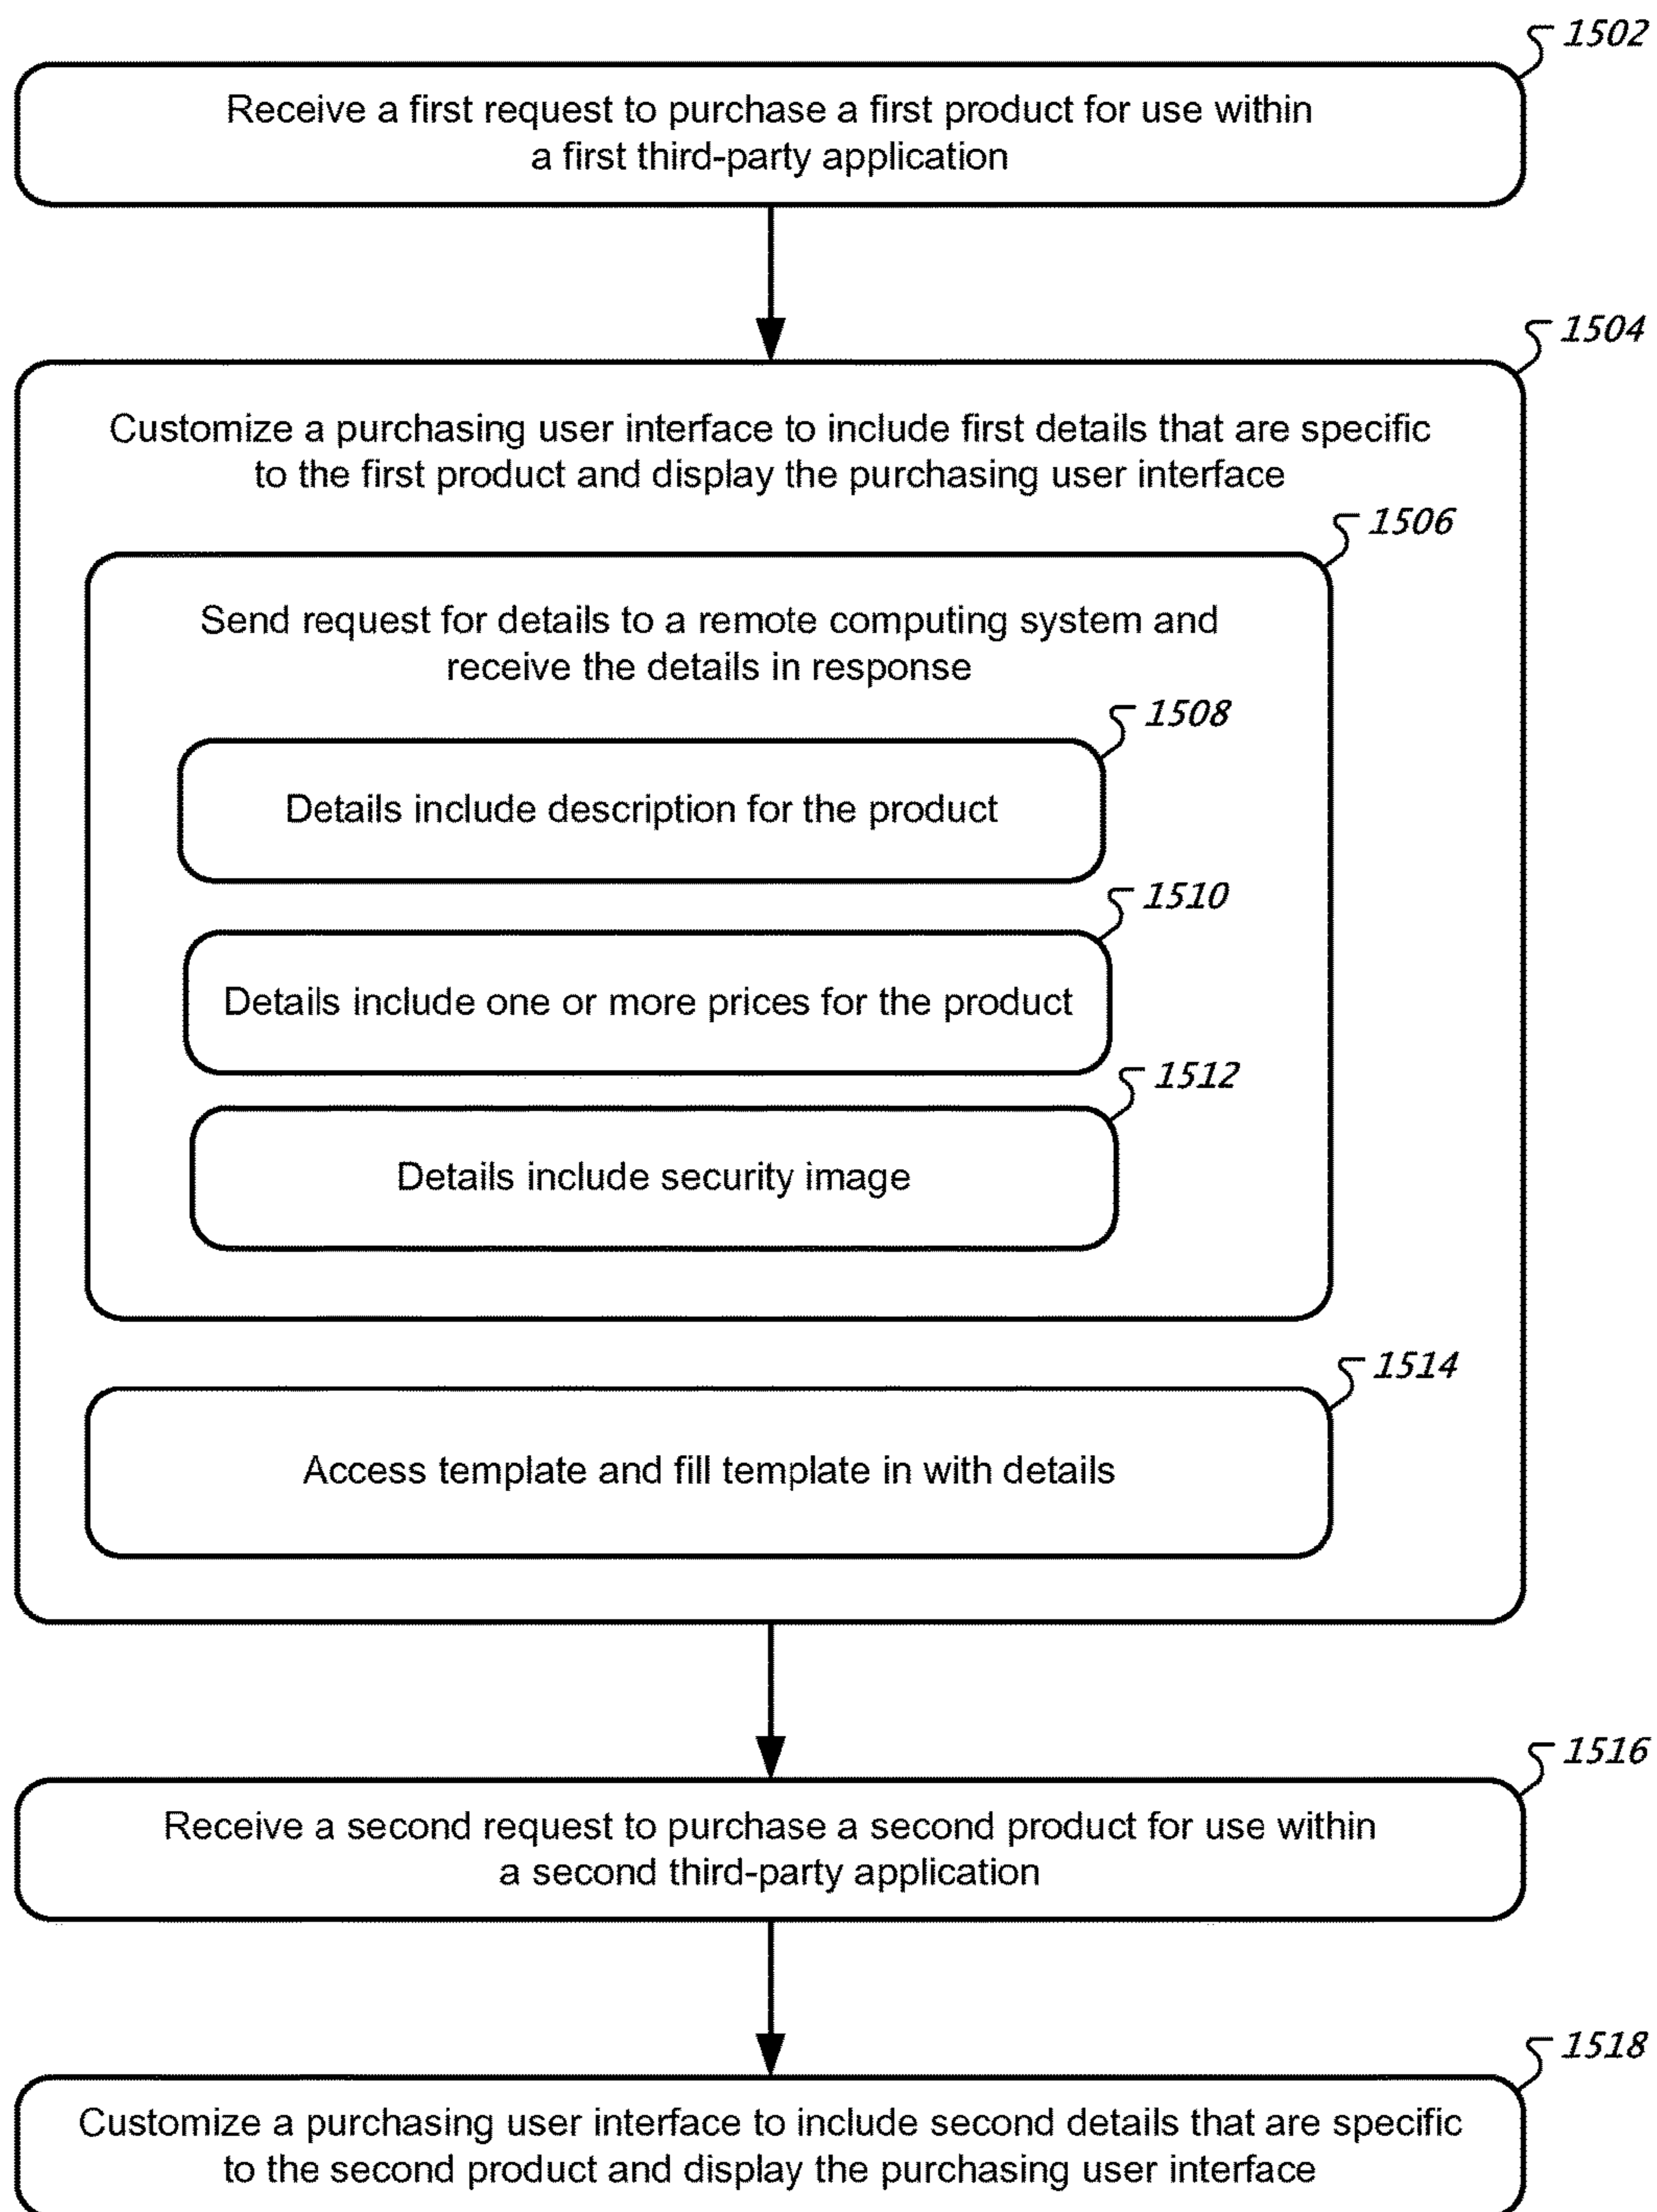 1502
Receive a first request to purchase a first product for use within
a first third-party application
1504
Customize a purchasing user interface to include first details that are specific
to the first product and display the purchasing user interface
1506
Send request for details to a remote computing system and
receive the details in response
1508
Details include description for the product
1510
Details include one or more prices for the product
1512
Details include security image
1514
Access template and fill template in with details
1516
Receive a second request to purchase a second product for use within
a second third-party application
1518
Customize a purchasing user interface to include second details that are specific
to the second product and display the purchasing user interface